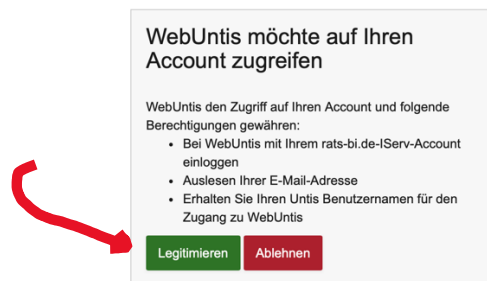 WebUntis möchte auf Ihren
Account zugreifen
WebUntis den Zugriff auf Ihren Account und folgende
Berechtigungen gewähren:
• Bei WebUntis mit Ihrem rats-bi.de-IServ-Account
einloggen
• Auslesen Ihrer E-Mail-Adresse
• Erhalten Sie Ihren Untis Benutzernamen für den
Zugang zu WebUntis
Legitimieren Ablehnen